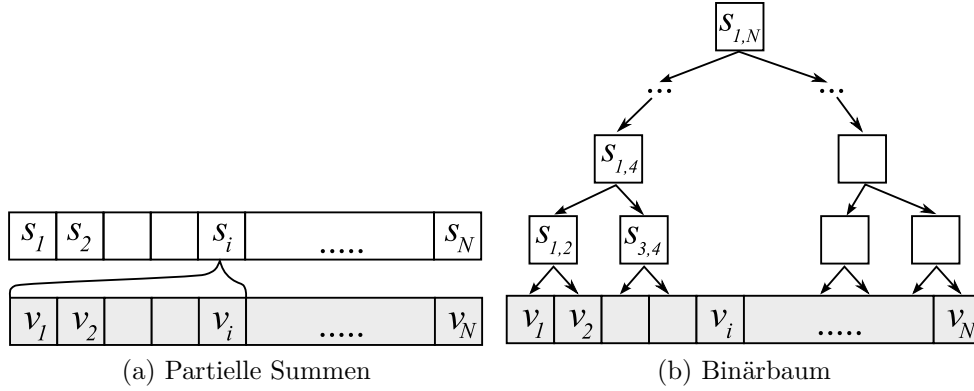 s1,N
... ...
s1,4
s1 s2 si ..... sN
s1,2 s3,4
v1 v2 vi ..... vN
v1 v2 vi ..... vN
(a) Partielle Summen
(b) Binärbaum